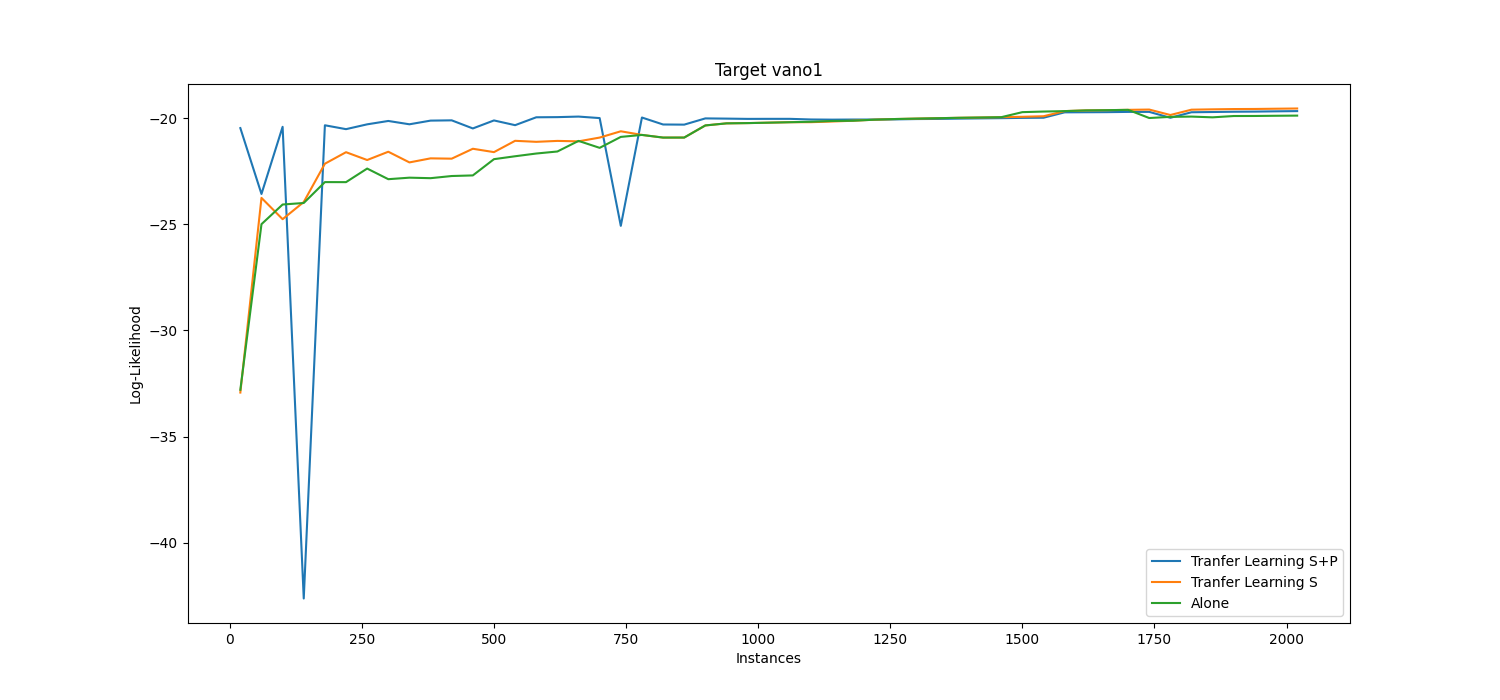 Target vano1
Log-Likelihood
−20
−25
−30
−35
−40
0 250 500 750 1000 1250 1500 1750 2000
Instances
Tranfer Learning S+P
Tranfer Learning S
Alone